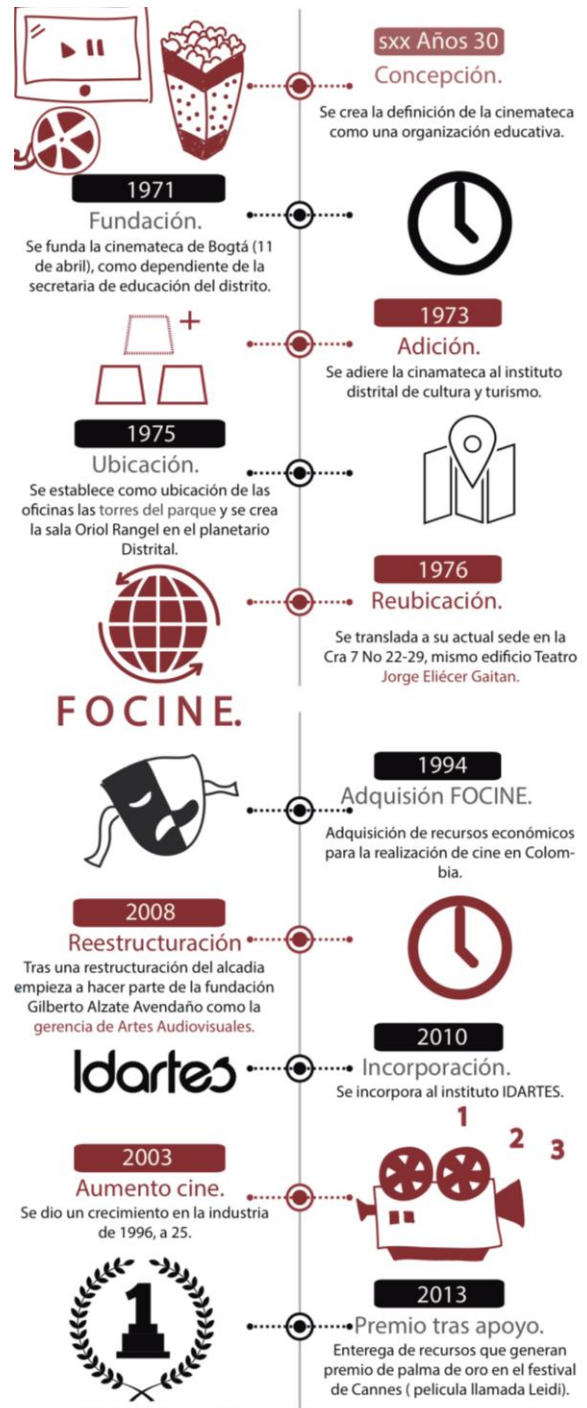 sxx Años 30
Concepción.
Se crea la definición de la cinemateca
como una organización educativa.
1971
Fundación.
Se funda la cinemateca de Bogtá (11
de abril), como dependiente de la
secretaria de educación del distrito.
1973
Adición.
Se adiere la cinamateca al instituto
distrital de cultura y turismo.
1975
Ubicación.
Se establece como ubicación de las
oficinas las torres del parque y se crea
la sala Oriol Rangel en el planetario
Distrital.
1976
Reubicación.
Se translada a su actual sede en la
Cra 7 No 22-29, mismo edificio Teatro
Jorge Eliécer Gaitan.
FOCINE.
1994
Adquisión FOCINE.
Adquisición de recursos económicos
para la realización de cine en Colom-
bia.
2008
Reestructuración
Tras una restructuración del alcadia
empieza a hacer parte de la fundación
Gilberto Alzate Avendaño como la
gerencia de Artes Audiovisuales.
2010
Incorporación.
Se incorpora al instituto IDARTES.
Idartes
1
2
3
2003
Aumento cine.
Se dio un crecimiento en la industria
de 1996, a 25.
1
2013
Premio tras apoyo.
Enterega de recursos que generan
premio de palma de oro en el festival
de Cannes ( pelicula llamada Leidi).